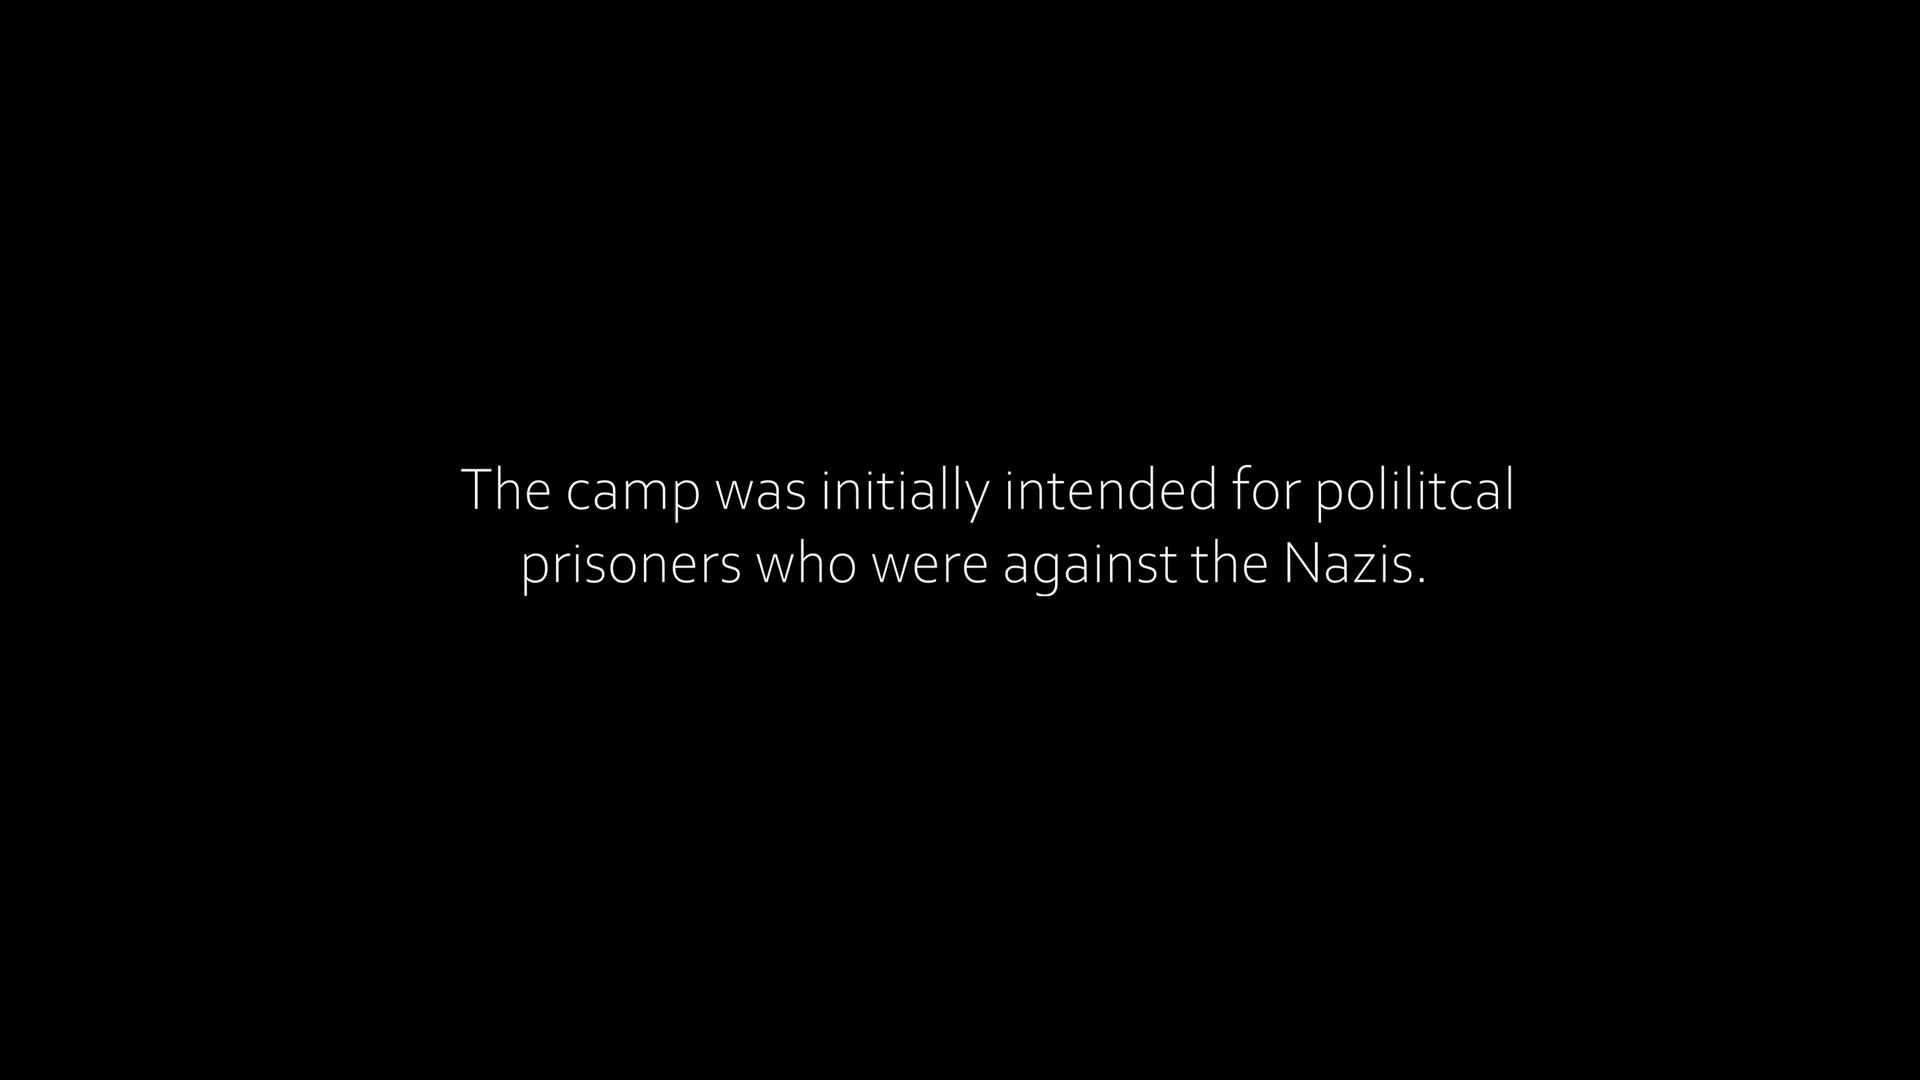 The camp was initially intended for polilitcal
prisoners who were against the Nazis.